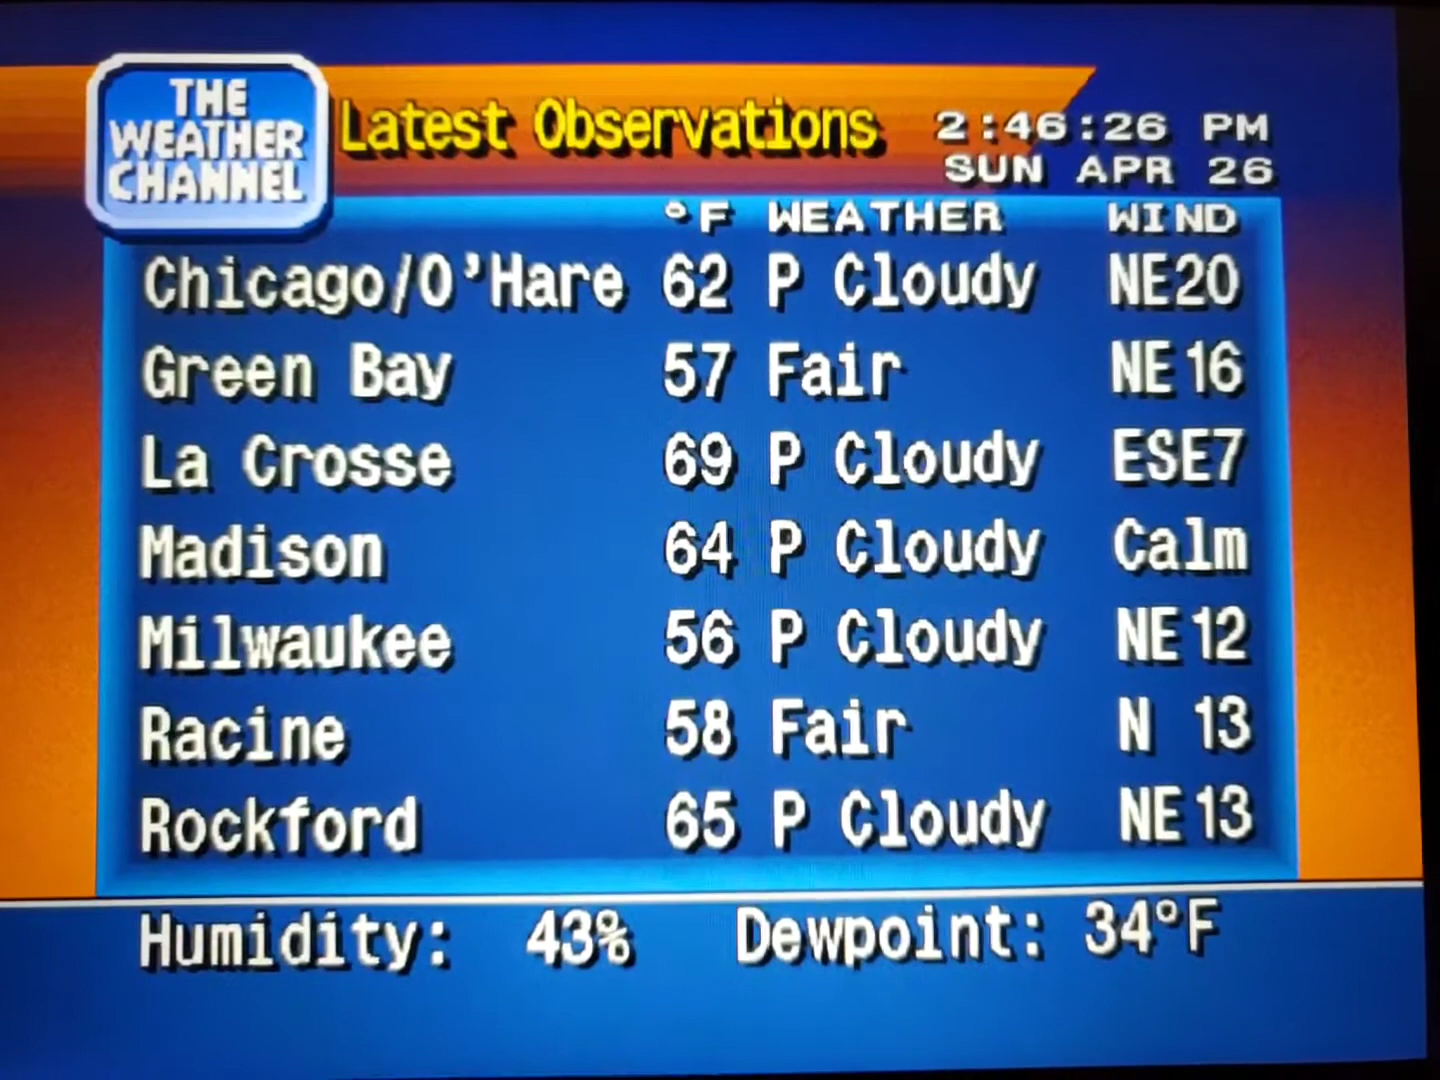 THE
WEATHER
CHANNEL
Latest Observations
2:46:26 PM
SUN APR 26
°F WEATHER WIND
Chicago/O'Hare 62 P Cloudy NE20
Green Bay 57 Fair NE 16
La Crosse 69 P Cloudy ESE7
Madison 64 P Cloudy Calm
Milwaukee 56 P Cloudy NE 12
Racine 58 Fair N 13
Rockford 65 P Cloudy NE 13
Humidity: 43% Dewpoint: 34°F